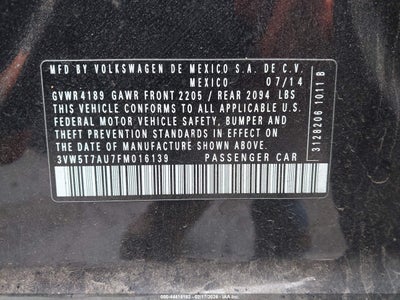 MFD BY VOLKSWAGEN DE MEXICO S.A. DE C.V.
MEXICO 07/14
GVWR4189 GAWR FRONT 2205 / REAR 2094 LBS
THIS VEHICLE CONFORMS TO ALL APPLICABLE U.S.
FEDERAL MOTOR VEHICLE SAFETY, BUMPER AND
THEFT PREVENTION STANDARDS IN EFFECT ON THE
DATE OF MANUFACTURE SHOWN ABOVE.
3VW5T7AU7FM016139 PASSENGER CAR
3128206 1011 B